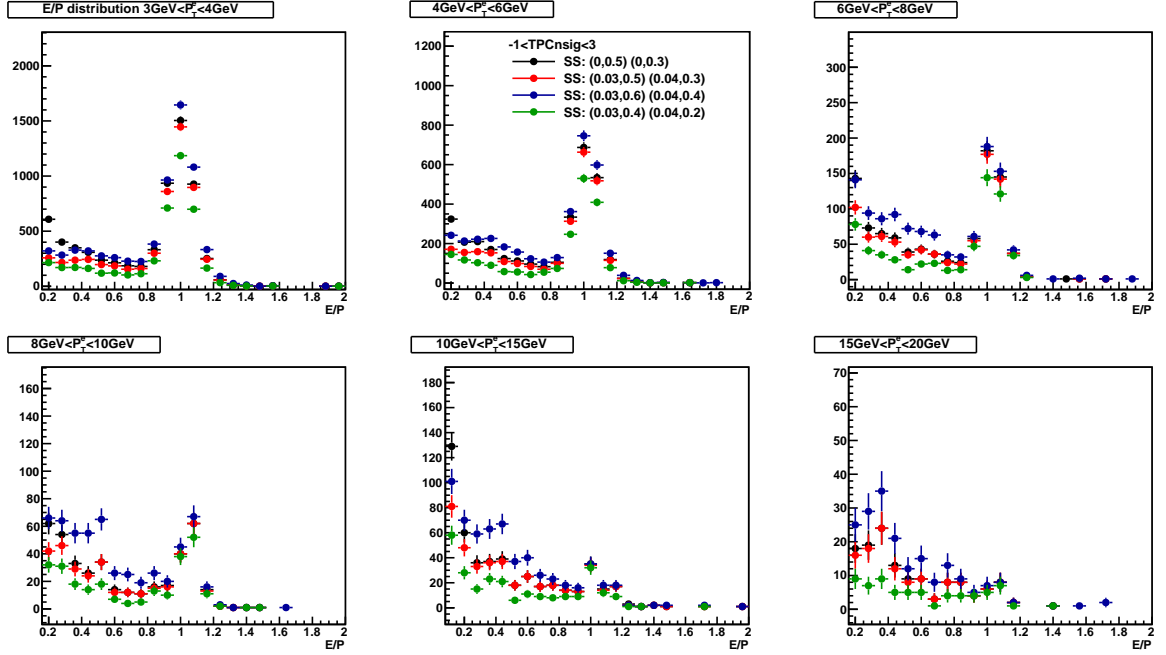 E/P distribution 3GeV<P_T^e<4GeV
2000
1500
1000
500
0
0.2 0.4 0.6 0.8 1 1.2 1.4 1.6 1.8 2
E/P
4GeV<P_T^e<6GeV
-1<TPCnsig<3
SS: (0,0.5) (0,0.3)
SS: (0.03,0.5) (0.04,0.3)
SS: (0.03,0.6) (0.04,0.4)
SS: (0.03,0.4) (0.04,0.2)
1200
1000
800
600
400
200
0
0.2 0.4 0.6 0.8 1 1.2 1.4 1.6 1.8 2
E/P
6GeV<P_T^e<8GeV
300
250
200
150
100
50
0
0.2 0.4 0.6 0.8 1 1.2 1.4 1.6 1.8 2
E/P
8GeV<P_T^e<10GeV
160
140
120
100
80
60
40
20
0
0.2 0.4 0.6 0.8 1 1.2 1.4 1.6 1.8 2
E/P
10GeV<P_T^e<15GeV
180
160
140
120
100
80
60
40
20
0
0.2 0.4 0.6 0.8 1 1.2 1.4 1.6 1.8 2
E/P
15GeV<P_T^e<20GeV
70
60
50
40
30
20
10
0
0.2 0.4 0.6 0.8 1 1.2 1.4 1.6 1.8 2
E/P